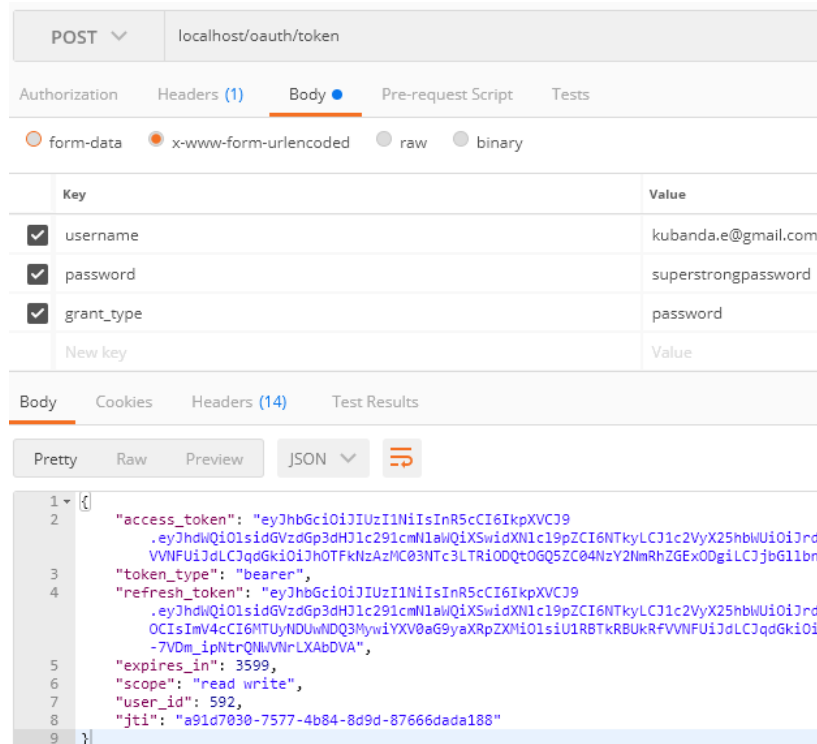 POST localhost/oauth/token
Authorization Headers (1) Body Pre-request Script Tests
form-data x-www-form-urlencoded raw binary
Key Value
username kubanda.e@gmail.com
password superstrongpassword
grant_type password
New key Value
Body Cookies Headers (14) Test Results
Pretty Raw Preview JSON
1 {
2 "access_token": "eyJhbGciOiJIUzI1NiIsInR5cCI6IkpXVCJ9
.eyJhdWQiOlsidGVzdGp3dHJlc291cmNlaWQiXSwidXNlcl9pZCI6NTkyLCJ1c2VyX25hbWUiOiJrd
VVNFUiJdLCJqdGkiOiJhOTFkNzAzMC03NTc3LTRiODQtOGQ5ZC04NzY2NmRhZGExODgiLCJjbGllbn
3 "token_type": "bearer",
4 "refresh_token": "eyJhbGciOiJIUzI1NiIsInR5cCI6IkpXVCJ9
.eyJhdWQiOlsidGVzdGp3dHJlc291cmNlaWQiXSwidXNlcl9pZCI6NTkyLCJ1c2VyX25hbWUiOiJrd
OCIsImV4cCI6MTUyNDUwNDQ3MywiYXV0aG9yaXRpZXMiOlsiU1RBTkRBUkRfVVNFUiJdLCJqdGkiOi
-7VDm_ipNtrQNWVNrLXAbDVA",
5 "expires_in": 3599,
6 "scope": "read write",
7 "user_id": 592,
8 "jti": "a91d7030-7577-4b84-8d9d-87666dada188"
9 }